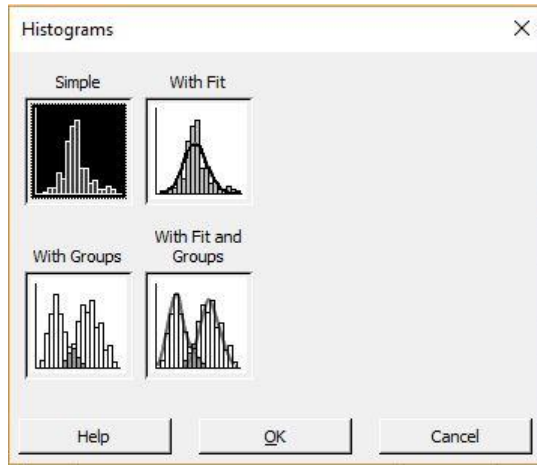 Histograms
Simple
With Fit
With Groups
With Fit and
Groups
Help
OK
Cancel